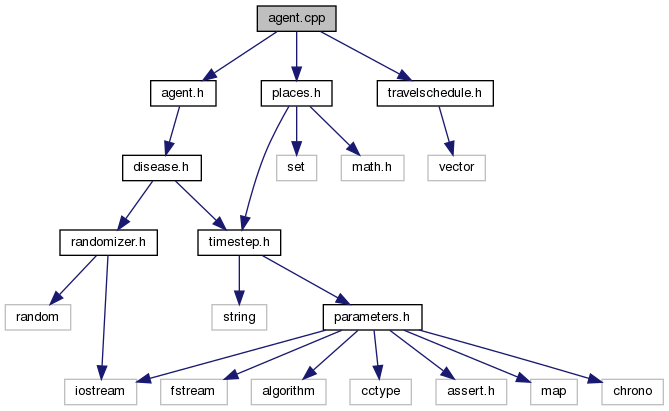 agent.cpp
agent.h
places.h
travelschedule.h
disease.h
set
math.h
vector
randomizer.h
timestep.h
random
string
parameters.h
iostream
fstream
algorithm
cctype
assert.h
map
chrono